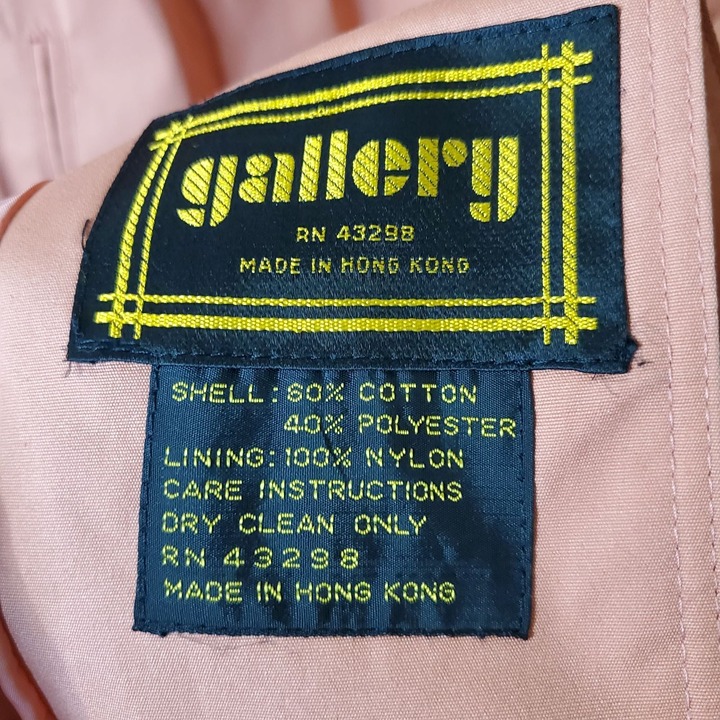 gallery
RN 43298
MADE IN HONG KONG
SHELL: 60% COTTON
40% POLYESTER
LINING: 100% NYLON
CARE INSTRUCTIONS
DRY CLEAN ONLY
RN 43298
MADE IN HONG KONG